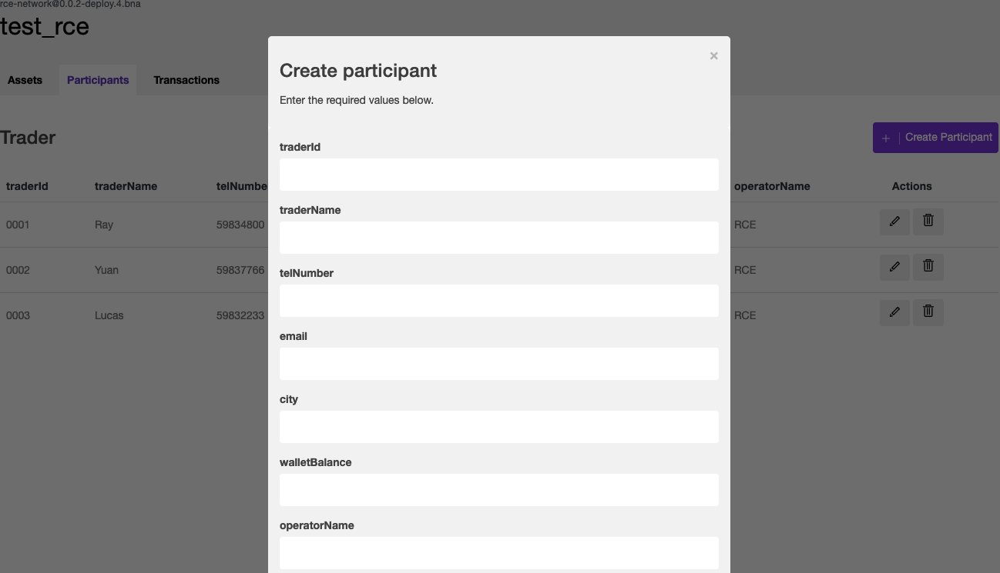 rce-network@0.0.2-deploy.4.bna
test_rce
Assets Participants Transactions
Trader
+ | Create Participant
traderId traderName telNumbe operatorName Actions
0001 Ray 59834800 RCE
0002 Yuan 59837766 RCE
0003 Lucas 59832233 RCE
×
Create participant
Enter the required values below.
traderId
traderName
telNumber
email
city
walletBalance
operatorName